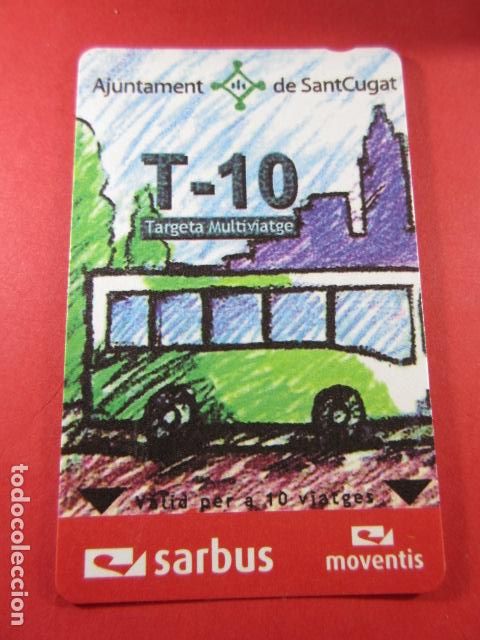 Ajuntament de SantCugat
T-10
Targeta Multiviatge
Vàlid per a 10 viatges
sarbus
moventis
todocoleccion